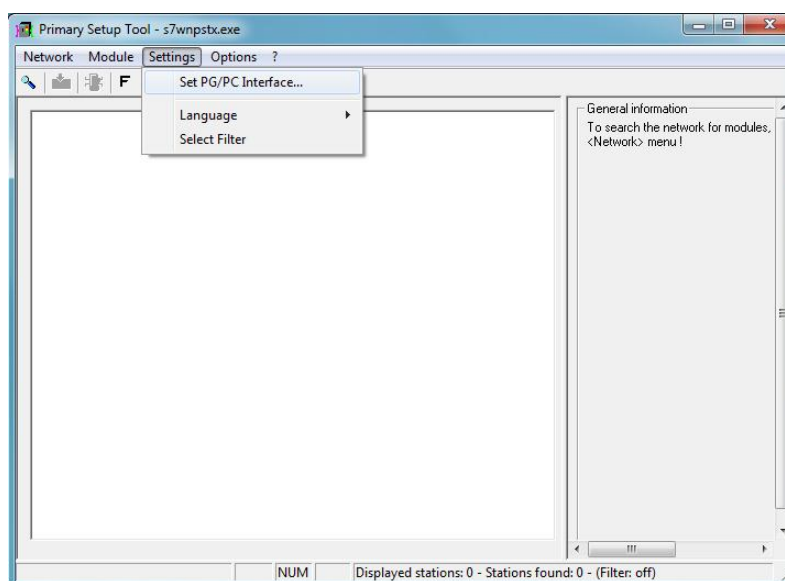 Primary Setup Tool - s7wnpstx.exe
Network Module Settings Options ?
F
Set PG/PC Interface...
Language
Select Filter
General information
To search the network for modules,
<Network> menu !
NUM
Displayed stations: 0 - Stations found: 0 - (Filter: off)